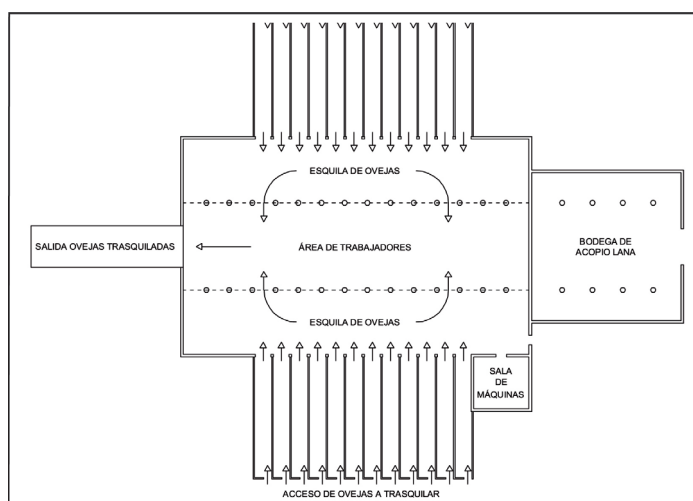 ESQUILA DE OVEJAS
SALIDA OVEJAS TRASQUILADAS
ÁREA DE TRABAJADORES
BODEGA DE
ACOPIO LANA
ESQUILA DE OVEJAS
SALA
DE
MÁQUINAS
ACCESO DE OVEJAS A TRASQUILAR